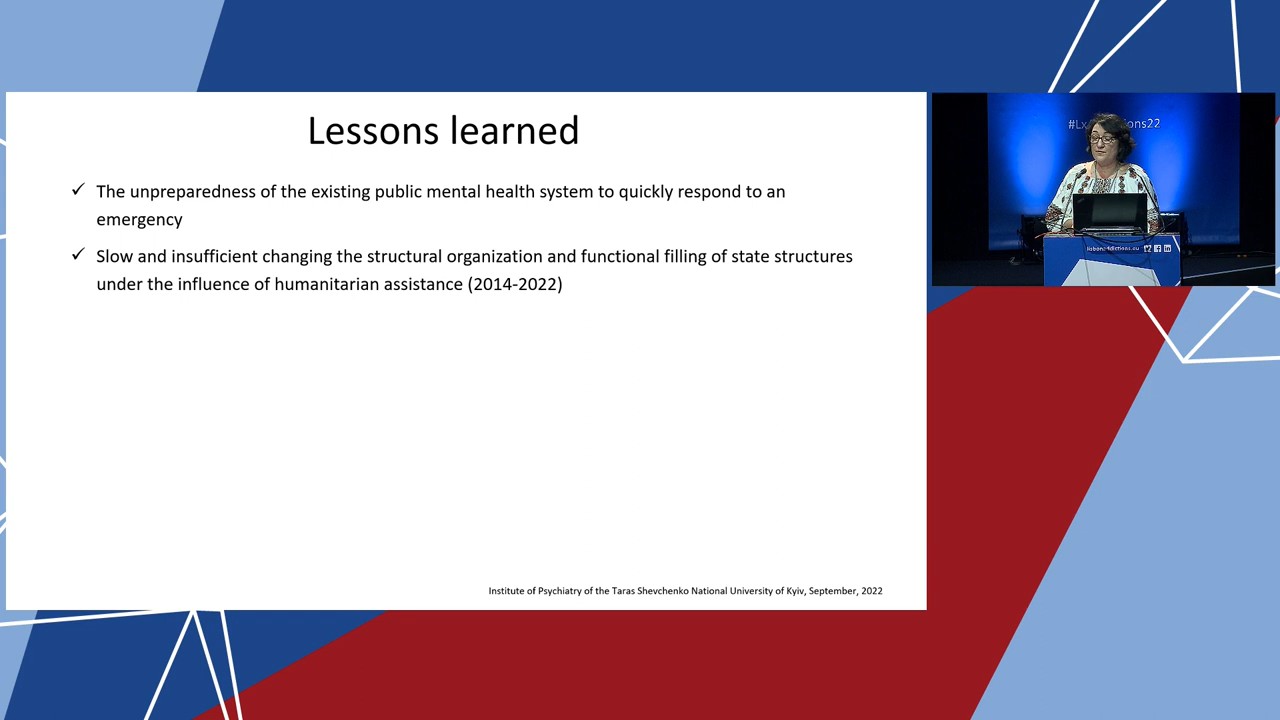 Lessons learned
✓ The unpreparedness of the existing public mental health system to quickly respond to an
emergency
✓ Slow and insufficient changing the structural organization and functional filling of state structures
under the influence of humanitarian assistance (2014-2022)
Institute of Psychiatry of the Taras Shevchenko National University of Kyiv, September, 2022